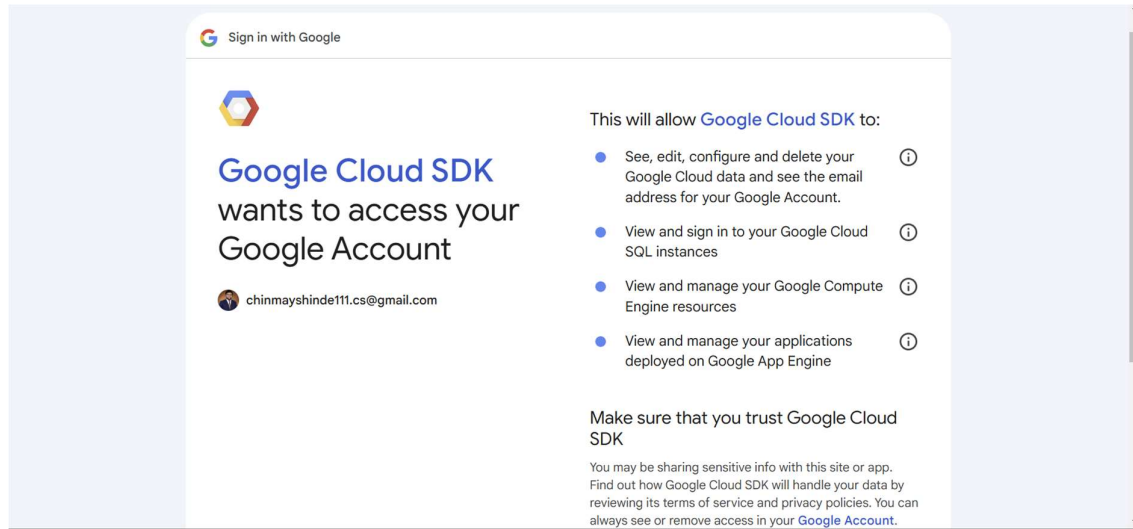 Sign in with Google
Google Cloud SDK
wants to access your
Google Account
chinmayshinde111.cs@gmail.com
This will allow Google Cloud SDK to:
See, edit, configure and delete your
Google Cloud data and see the email
address for your Google Account.
View and sign in to your Google Cloud
SQL instances
View and manage your Google Compute
Engine resources
View and manage your applications
deployed on Google App Engine
Make sure that you trust Google Cloud
SDK
You may be sharing sensitive info with this site or app.
Find out how Google Cloud SDK will handle your data by
reviewing its terms of service and privacy policies. You can
always see or remove access in your Google Account.